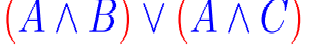 (A ∧ B) ∨ (A ∧ C)